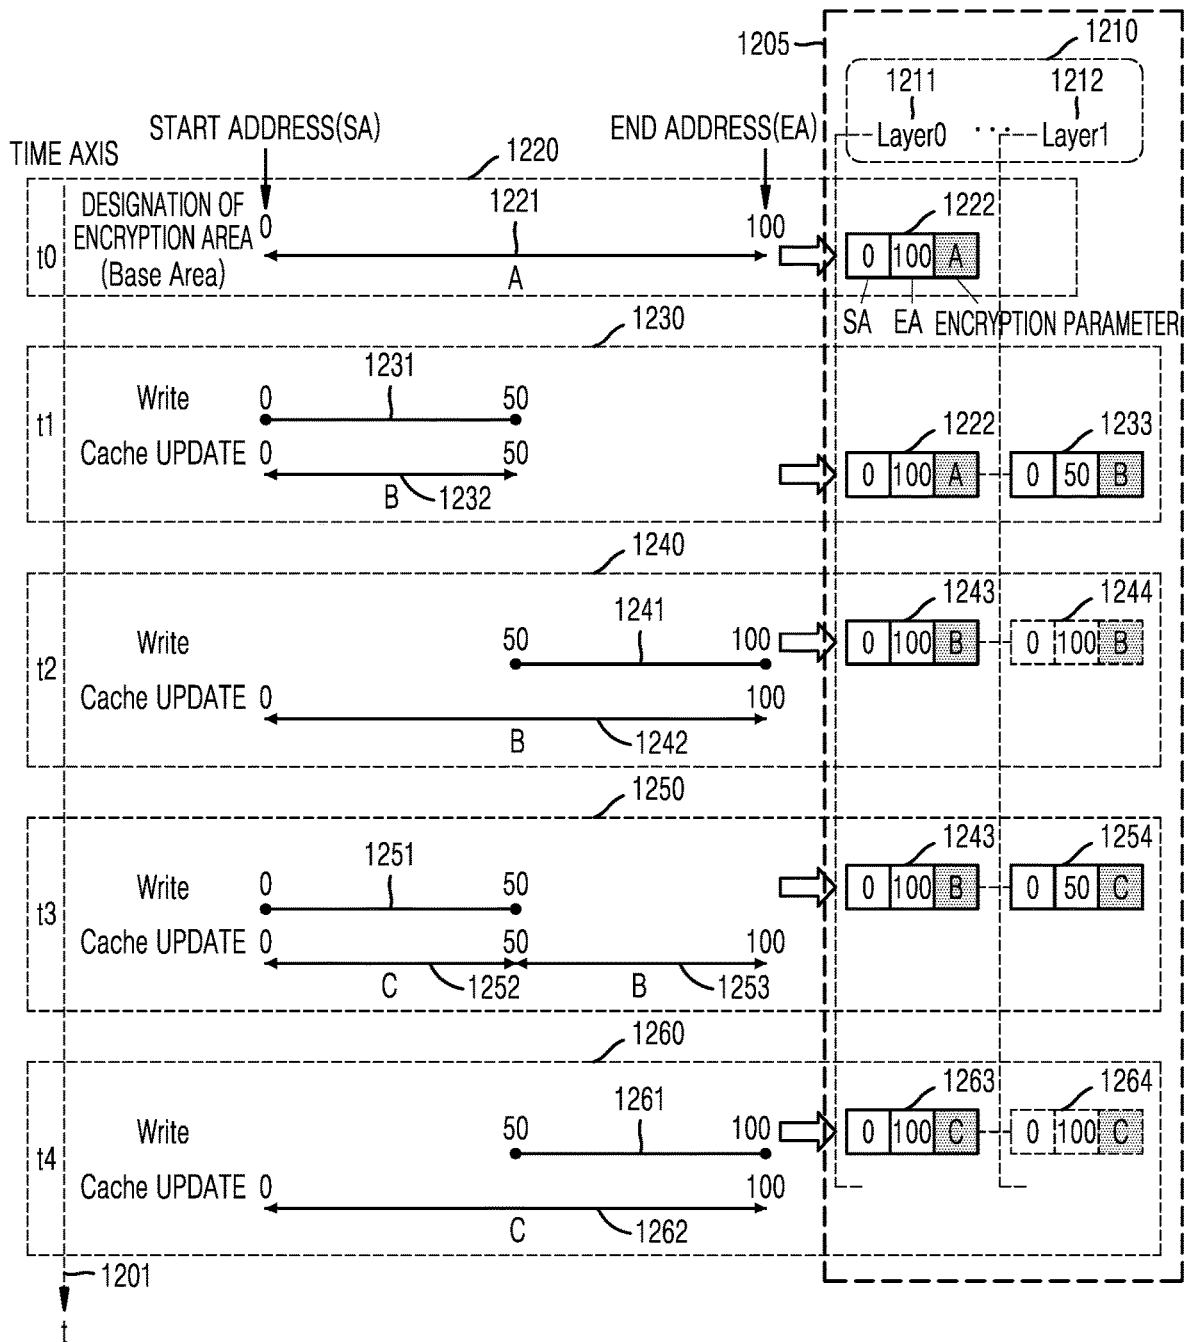 1205
1210
1211
1212
START ADDRESS(SA)
END ADDRESS(EA)
Layer0 ··· Layer1
TIME AXIS
1220
t0
DESIGNATION OF
ENCRYPTION AREA
(Base Area)
0
1221
100
A
1222
0 100 A
SA EA ENCRYPTION PARAMETER
1230
t1
Write 0 1231 50
Cache UPDATE 0 50
B 1232
1222 1233
0 100 A 0 50 B
1240
t2
Write 50 1241 100
Cache UPDATE 0 100
B 1242
1243 1244
0 100 B 0 100 B
1250
t3
Write 0 1251 50
Cache UPDATE 0 50 100
C 1252 B 1253
1243 1254
0 100 B 0 50 C
1260
t4
Write 50 1261 100
Cache UPDATE 0 100
C 1262
1263 1264
0 100 C 0 100 C
1201
t